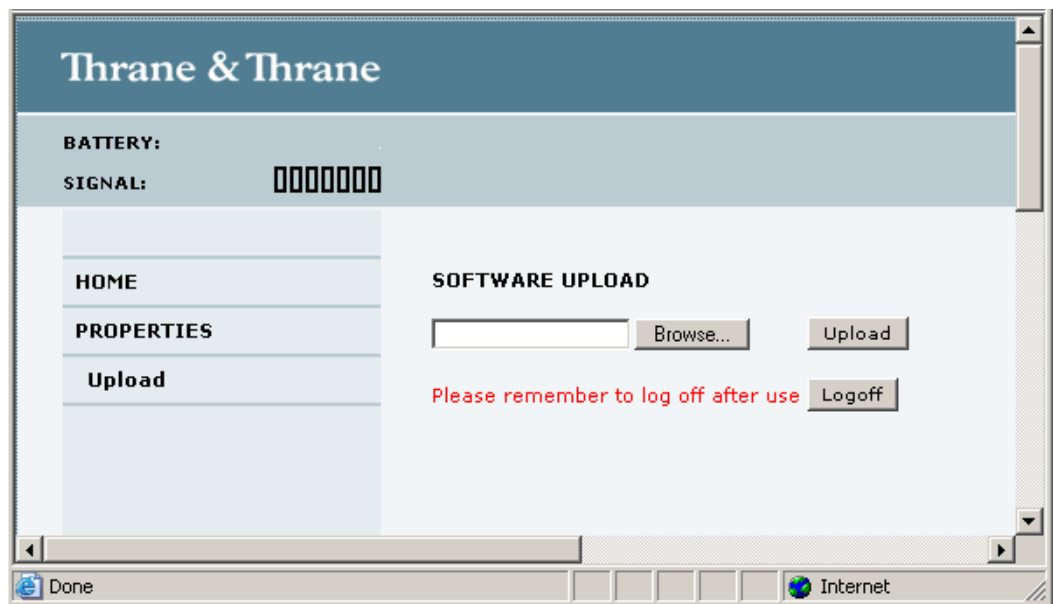 Thrane & Thrane
BATTERY:
SIGNAL:
HOME
PROPERTIES
Upload
SOFTWARE UPLOAD
Browse... Upload
Please remember to log off after use Logoff
Done Internet